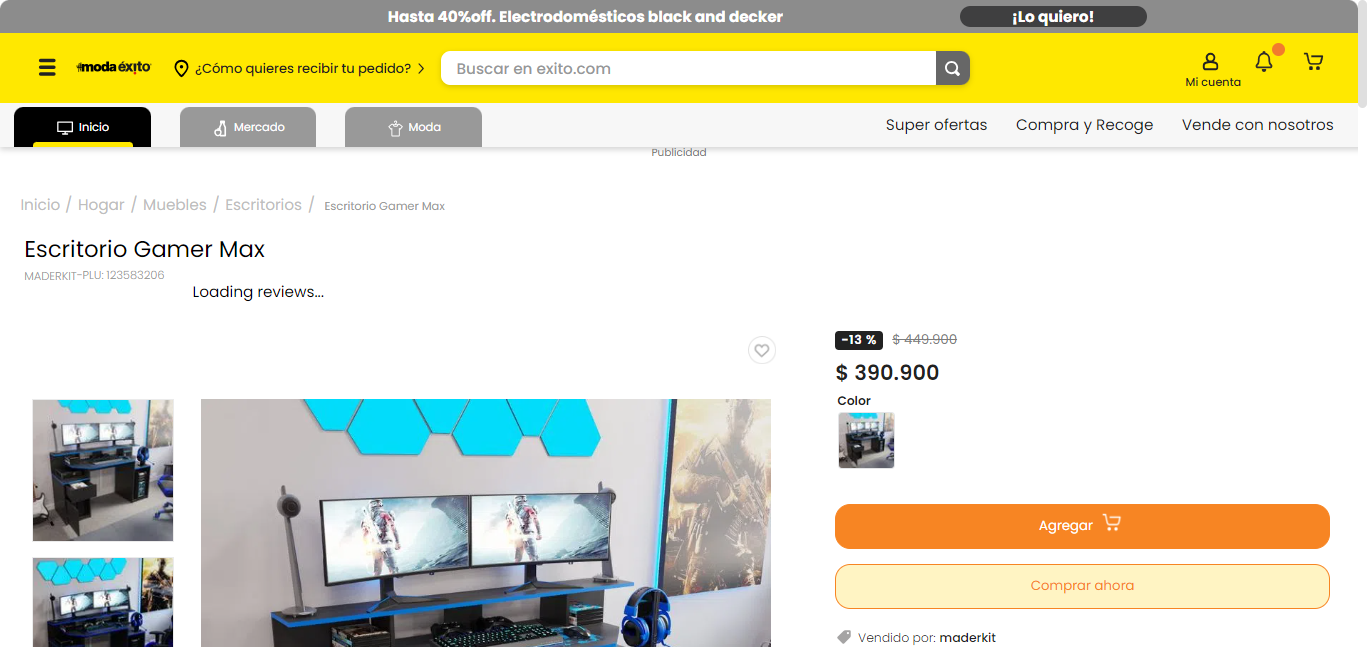 Hasta 40%off. Electrodomésticos black and decker
¡Lo quiero!
moda éxito
¿Cómo quieres recibir tu pedido?
Buscar en exito.com
Mi cuenta
Inicio
Mercado
Moda
Super ofertas
Compra y Recoge
Vende con nosotros
Publicidad
Inicio / Hogar / Muebles / Escritorios / Escritorio Gamer Max
Escritorio Gamer Max
MADERKIT-PLU: 123583206
Loading reviews...
-13 % $ 449.900
$ 390.900
Color
Agregar
Comprar ahora
Vendido por: maderkit